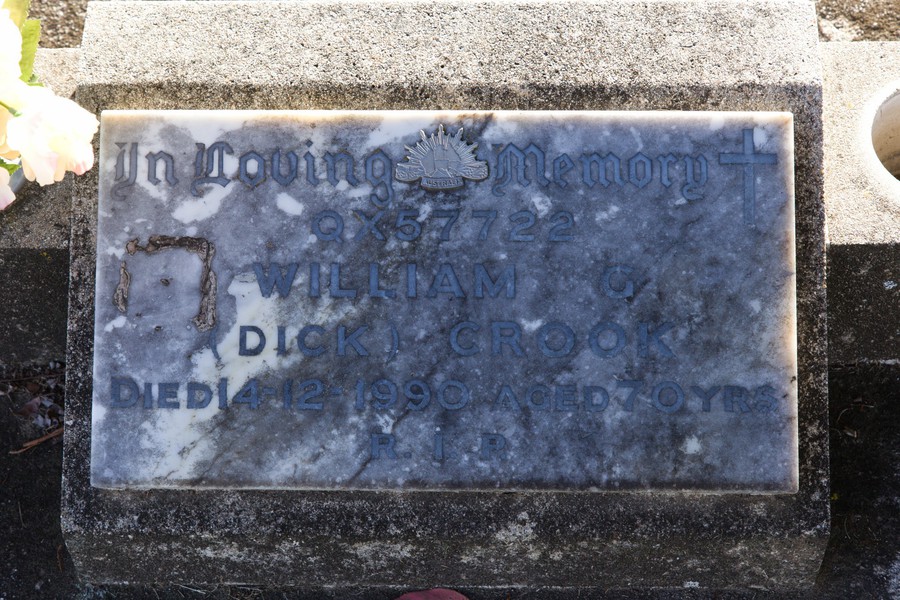 In Loving Memory
QX57722
WILLIAM G
(DICK) CROOK
DIED 14-12-1990 AGED 70 YRS
R.I.P